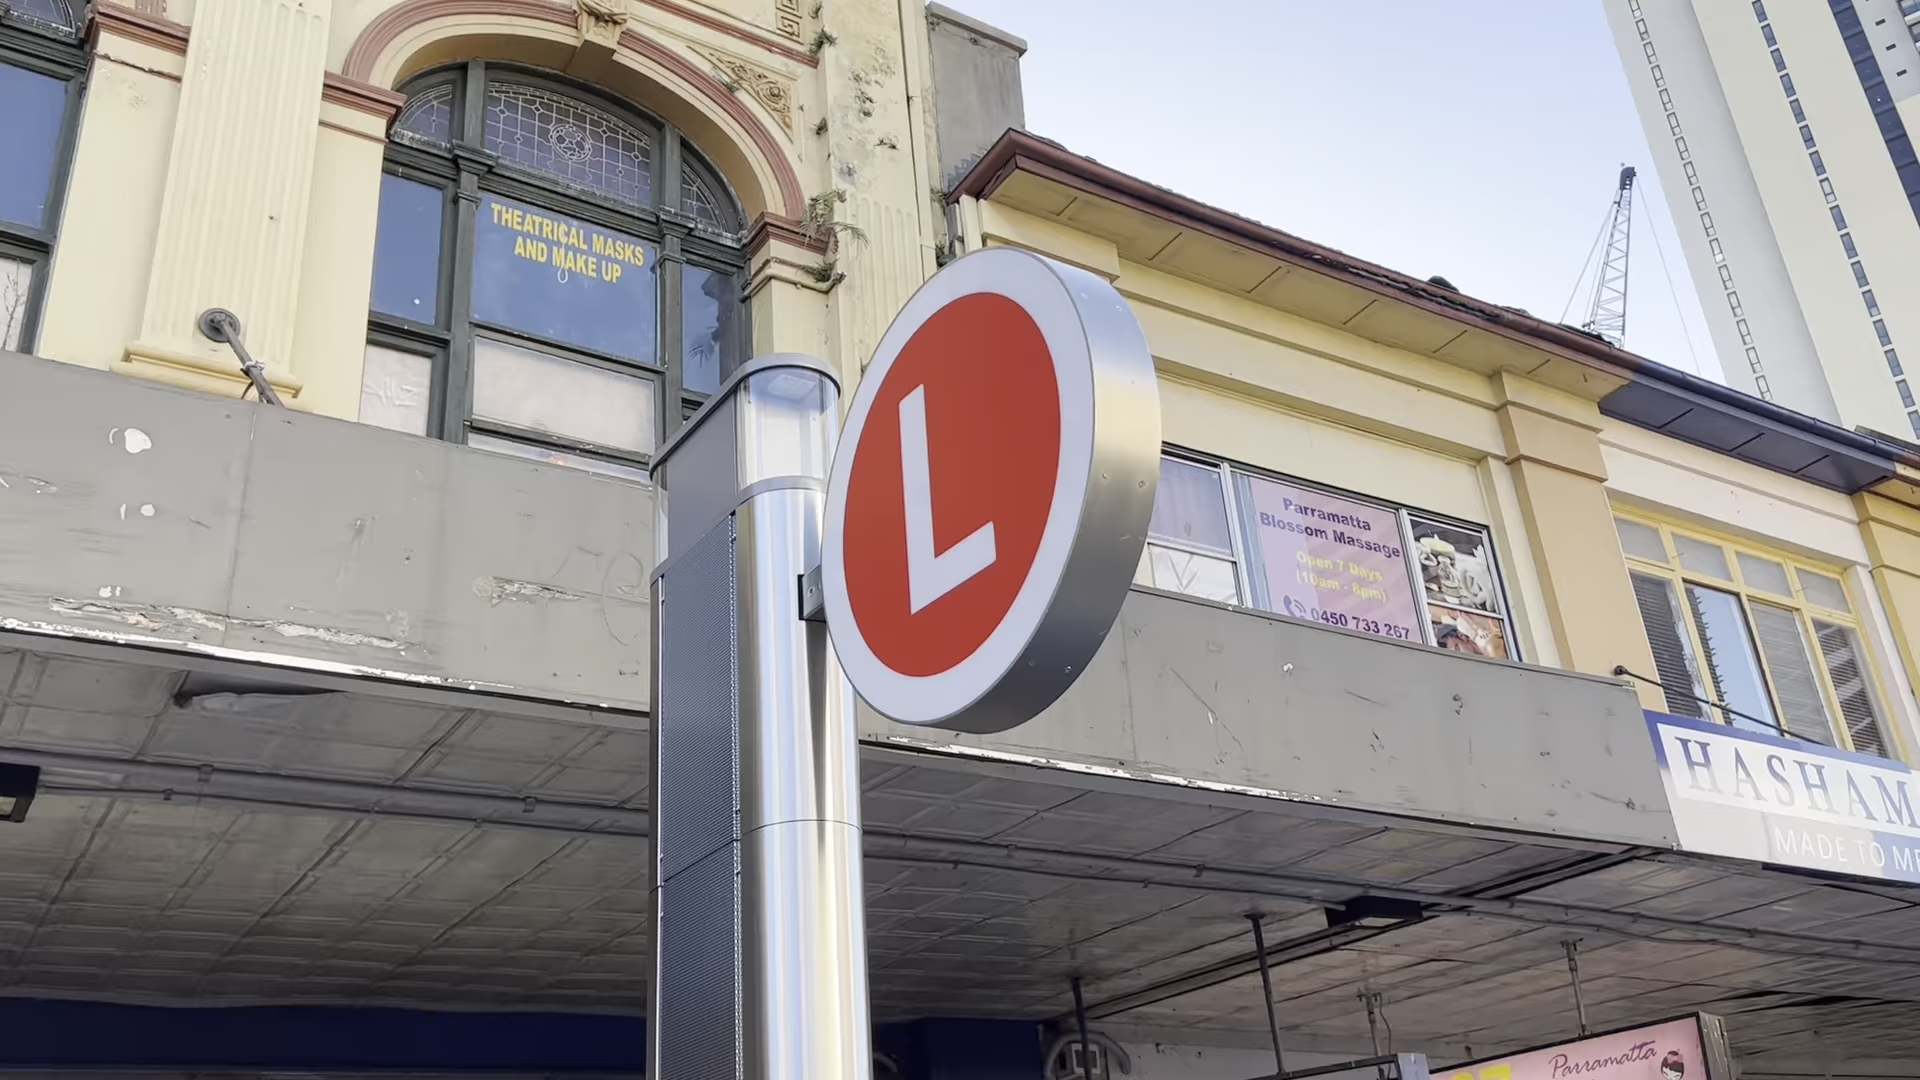 THEATRICAL MASKS
AND MAKE UP
L
Parramatta
Blossom Massage
Open 7 Days
(10am - 8pm)
0450 733 267
HASHAM
MADE TO ME
Parramatta